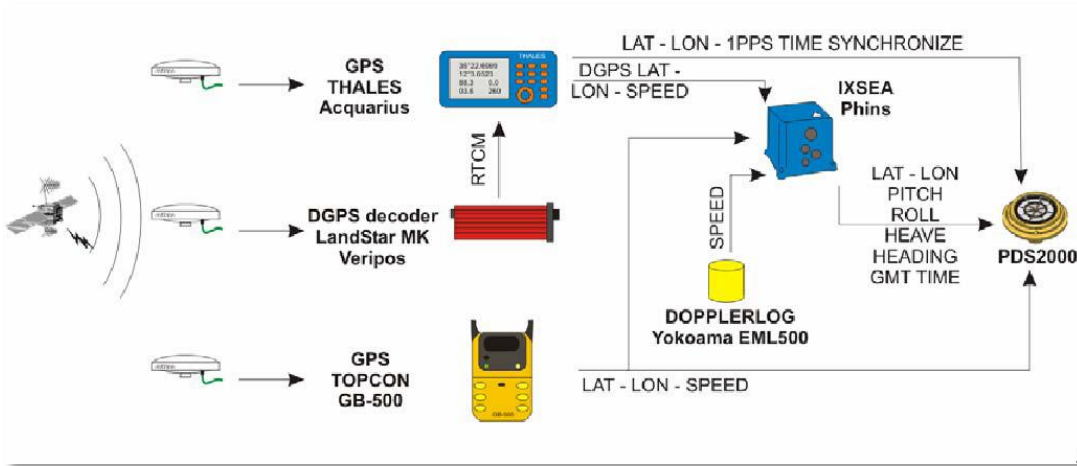 LAT - LON - 1PPS TIME SYNCHRONIZE
GPS
THALES
Acquarius
THALES
DGPS LAT -
LON - SPEED
IXSEA
Phins
RTCM
DGPS decoder
LandStar MK
Veripos
SPEED
LAT - LON
PITCH
ROLL
HEAVE
HEADING
GMT TIME
PDS2000
DOPPLERLOG
Yokoama EML500
GPS
TOPCON
GB-500
GB-500
LAT - LON - SPEED